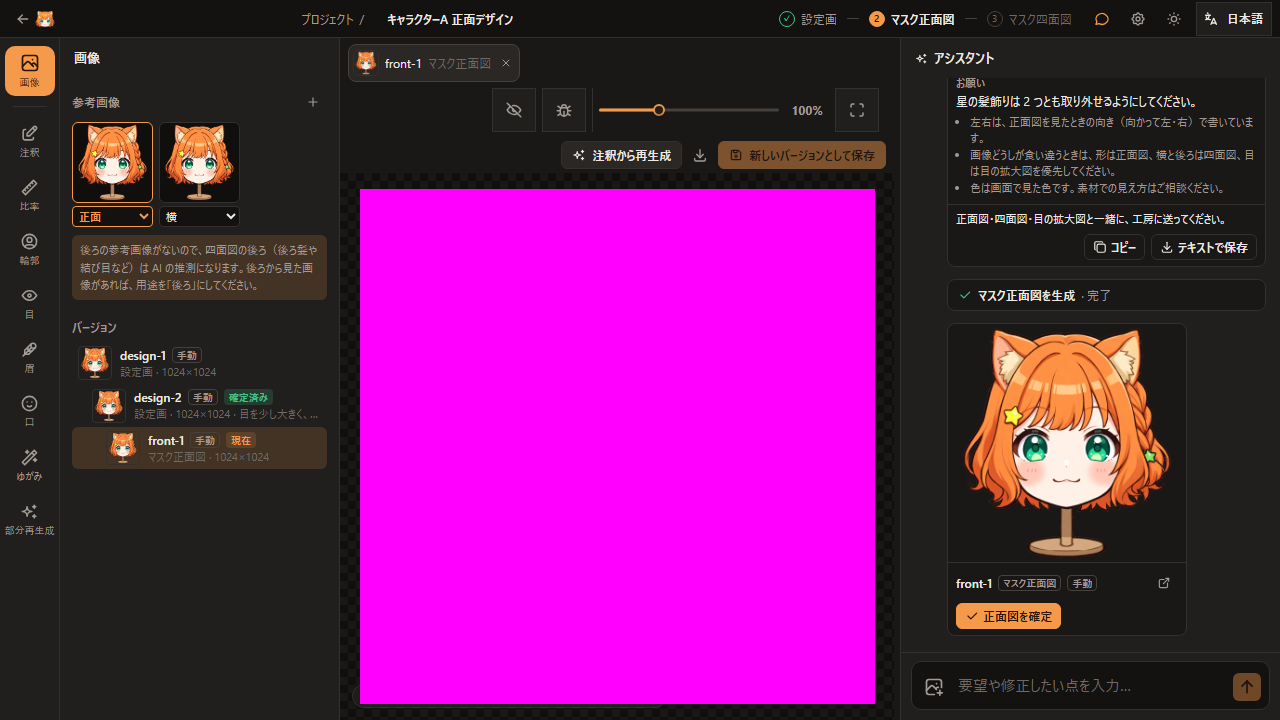 プロジェクト /
キャラクターA 正面デザイン
設定画
2 マスク正面図
3 マスク四面図
日本語
画像
注釈
比率
輪郭
目
眉
口
ゆがみ
部分再生成
画像
参考画像
正面
横
後ろの参考画像がないので、四面図の後ろ（後ろ髪や
結び目など）は AI の推測になります。後ろから見た画
像があれば、用途を「後ろ」にしてください。
バージョン
design-1 手動
設定画 · 1024×1024
design-2 手動 確定済み
設定画 · 1024×1024 · 目を少し大きく、...
front-1 手動 現在
マスク正面図 · 1024×1024
front-1 マスク正面図
100%
注釈から再生成
新しいバージョンとして保存
アシスタント
お願い
星の髪飾りは 2 つとも取り外せるようにしてください。
左右は、正面図を見たときの向き（向かって左・右）で書いていま
す。
画像どうしが食い違うときは、形は正面図、横と後ろは四面図、目
は目の拡大図を優先してください。
色は画面で見た色です。素材での見え方はご相談ください。
正面図・四面図・目の拡大図と一緒に、工房に送ってください。
コピー
テキストで保存
マスク正面図を生成 · 完了
front-1 マスク正面図 手動
正面図を確定
要望や修正したい点を入力...